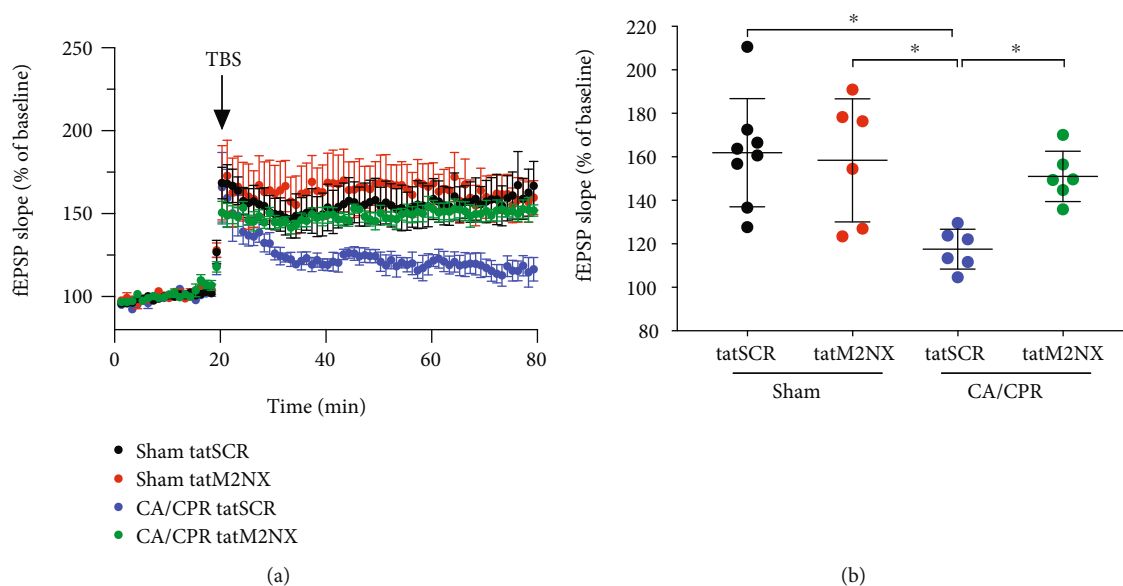 TBS
fEPSP slope (% of baseline)
250
200
150
100
0
20
40
60
80
Time (min)
Sham tatSCR
Sham tatM2NX
CA/CPR tatSCR
CA/CPR tatM2NX
(a)
fEPSP slope (% of baseline)
220
200
180
160
140
120
100
80
*
*
*
tatSCR
tatM2NX
tatSCR
tatM2NX
Sham
CA/CPR
(b)